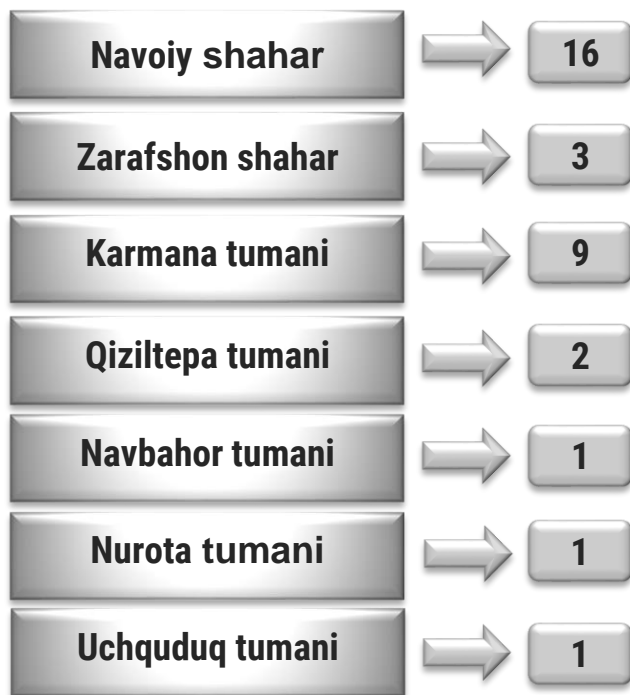 Navoiy shahar 16
Zarafshon shahar 3
Karmana tumani 9
Qiziltepa tumani 2
Navbahor tumani 1
Nurota tumani 1
Uchquduq tumani 1